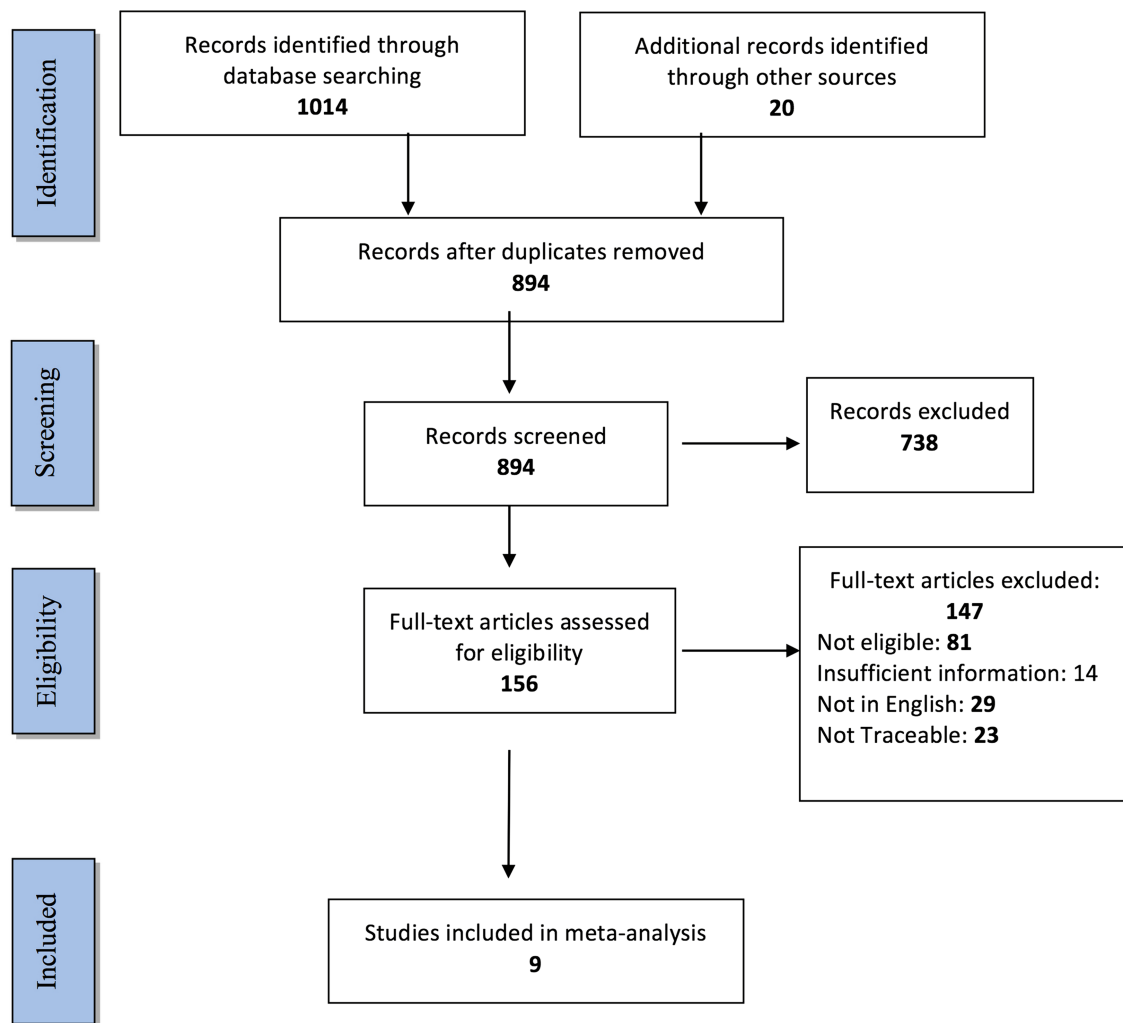 Identification
Records identified through
database searching
1014
Additional records identified
through other sources
20
Records after duplicates removed
894
Screening
Records screened
894
Records excluded
738
Eligibility
Full-text articles assessed
for eligibility
156
Full-text articles excluded:
147
Not eligible: 81
Insufficient information: 14
Not in English: 29
Not Traceable: 23
Included
Studies included in meta-analysis
9